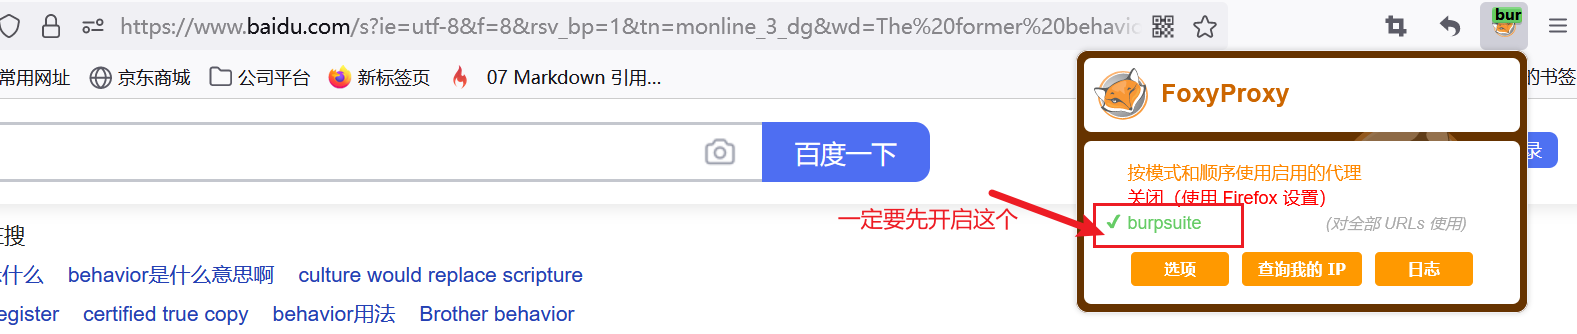 https://www.baidu.com/s?ie=utf-8&f=8&rsv_bp=1&tn=monline_3_dg&wd=The%20former%20behavic
bur
常用网址 京东商城 公司平台 新标签页 07 Markdown 引用... 的书签
FoxyProxy
百度一下
录
按模式和顺序使用启用的代理
关闭（使用 Firefox 设置）
一定要先开启这个
✔ burpsuite (对全部 URLs 使用)
选项 查询我的 IP 日志
搜
什么 behavior是什么意思啊 culture would replace scripture
egister certified true copy behavior用法 Brother behavior